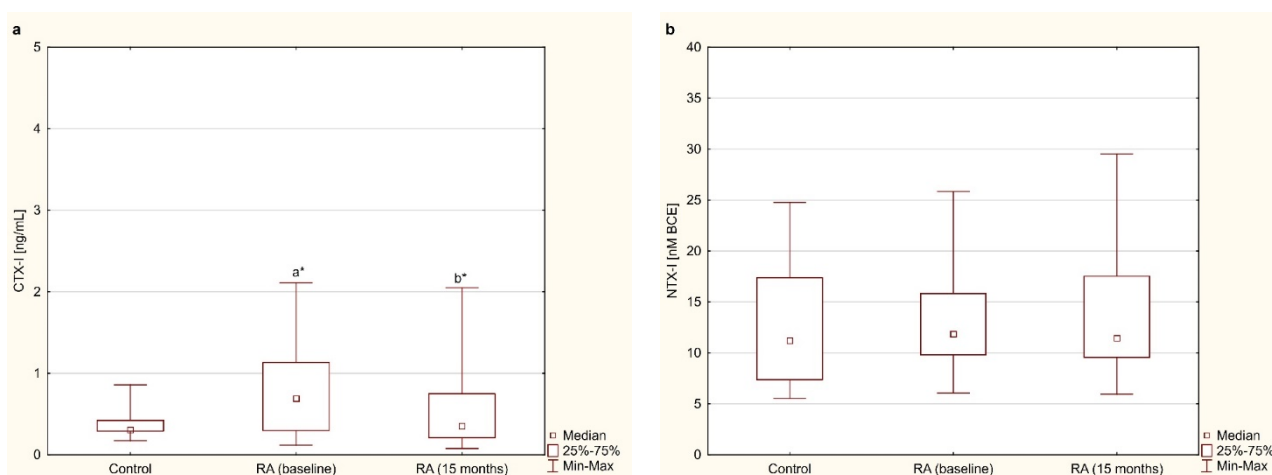 a
5
4
3
2
1
0
CTX-I [ng/mL]
a*
b*
Control
RA (baseline)
RA (15 months)
Median
25%-75%
Min-Max
b
40
35
30
25
20
15
10
5
0
NTX-I [nM BCE]
Control
RA (baseline)
RA (15 months)
Median
25%-75%
Min-Max